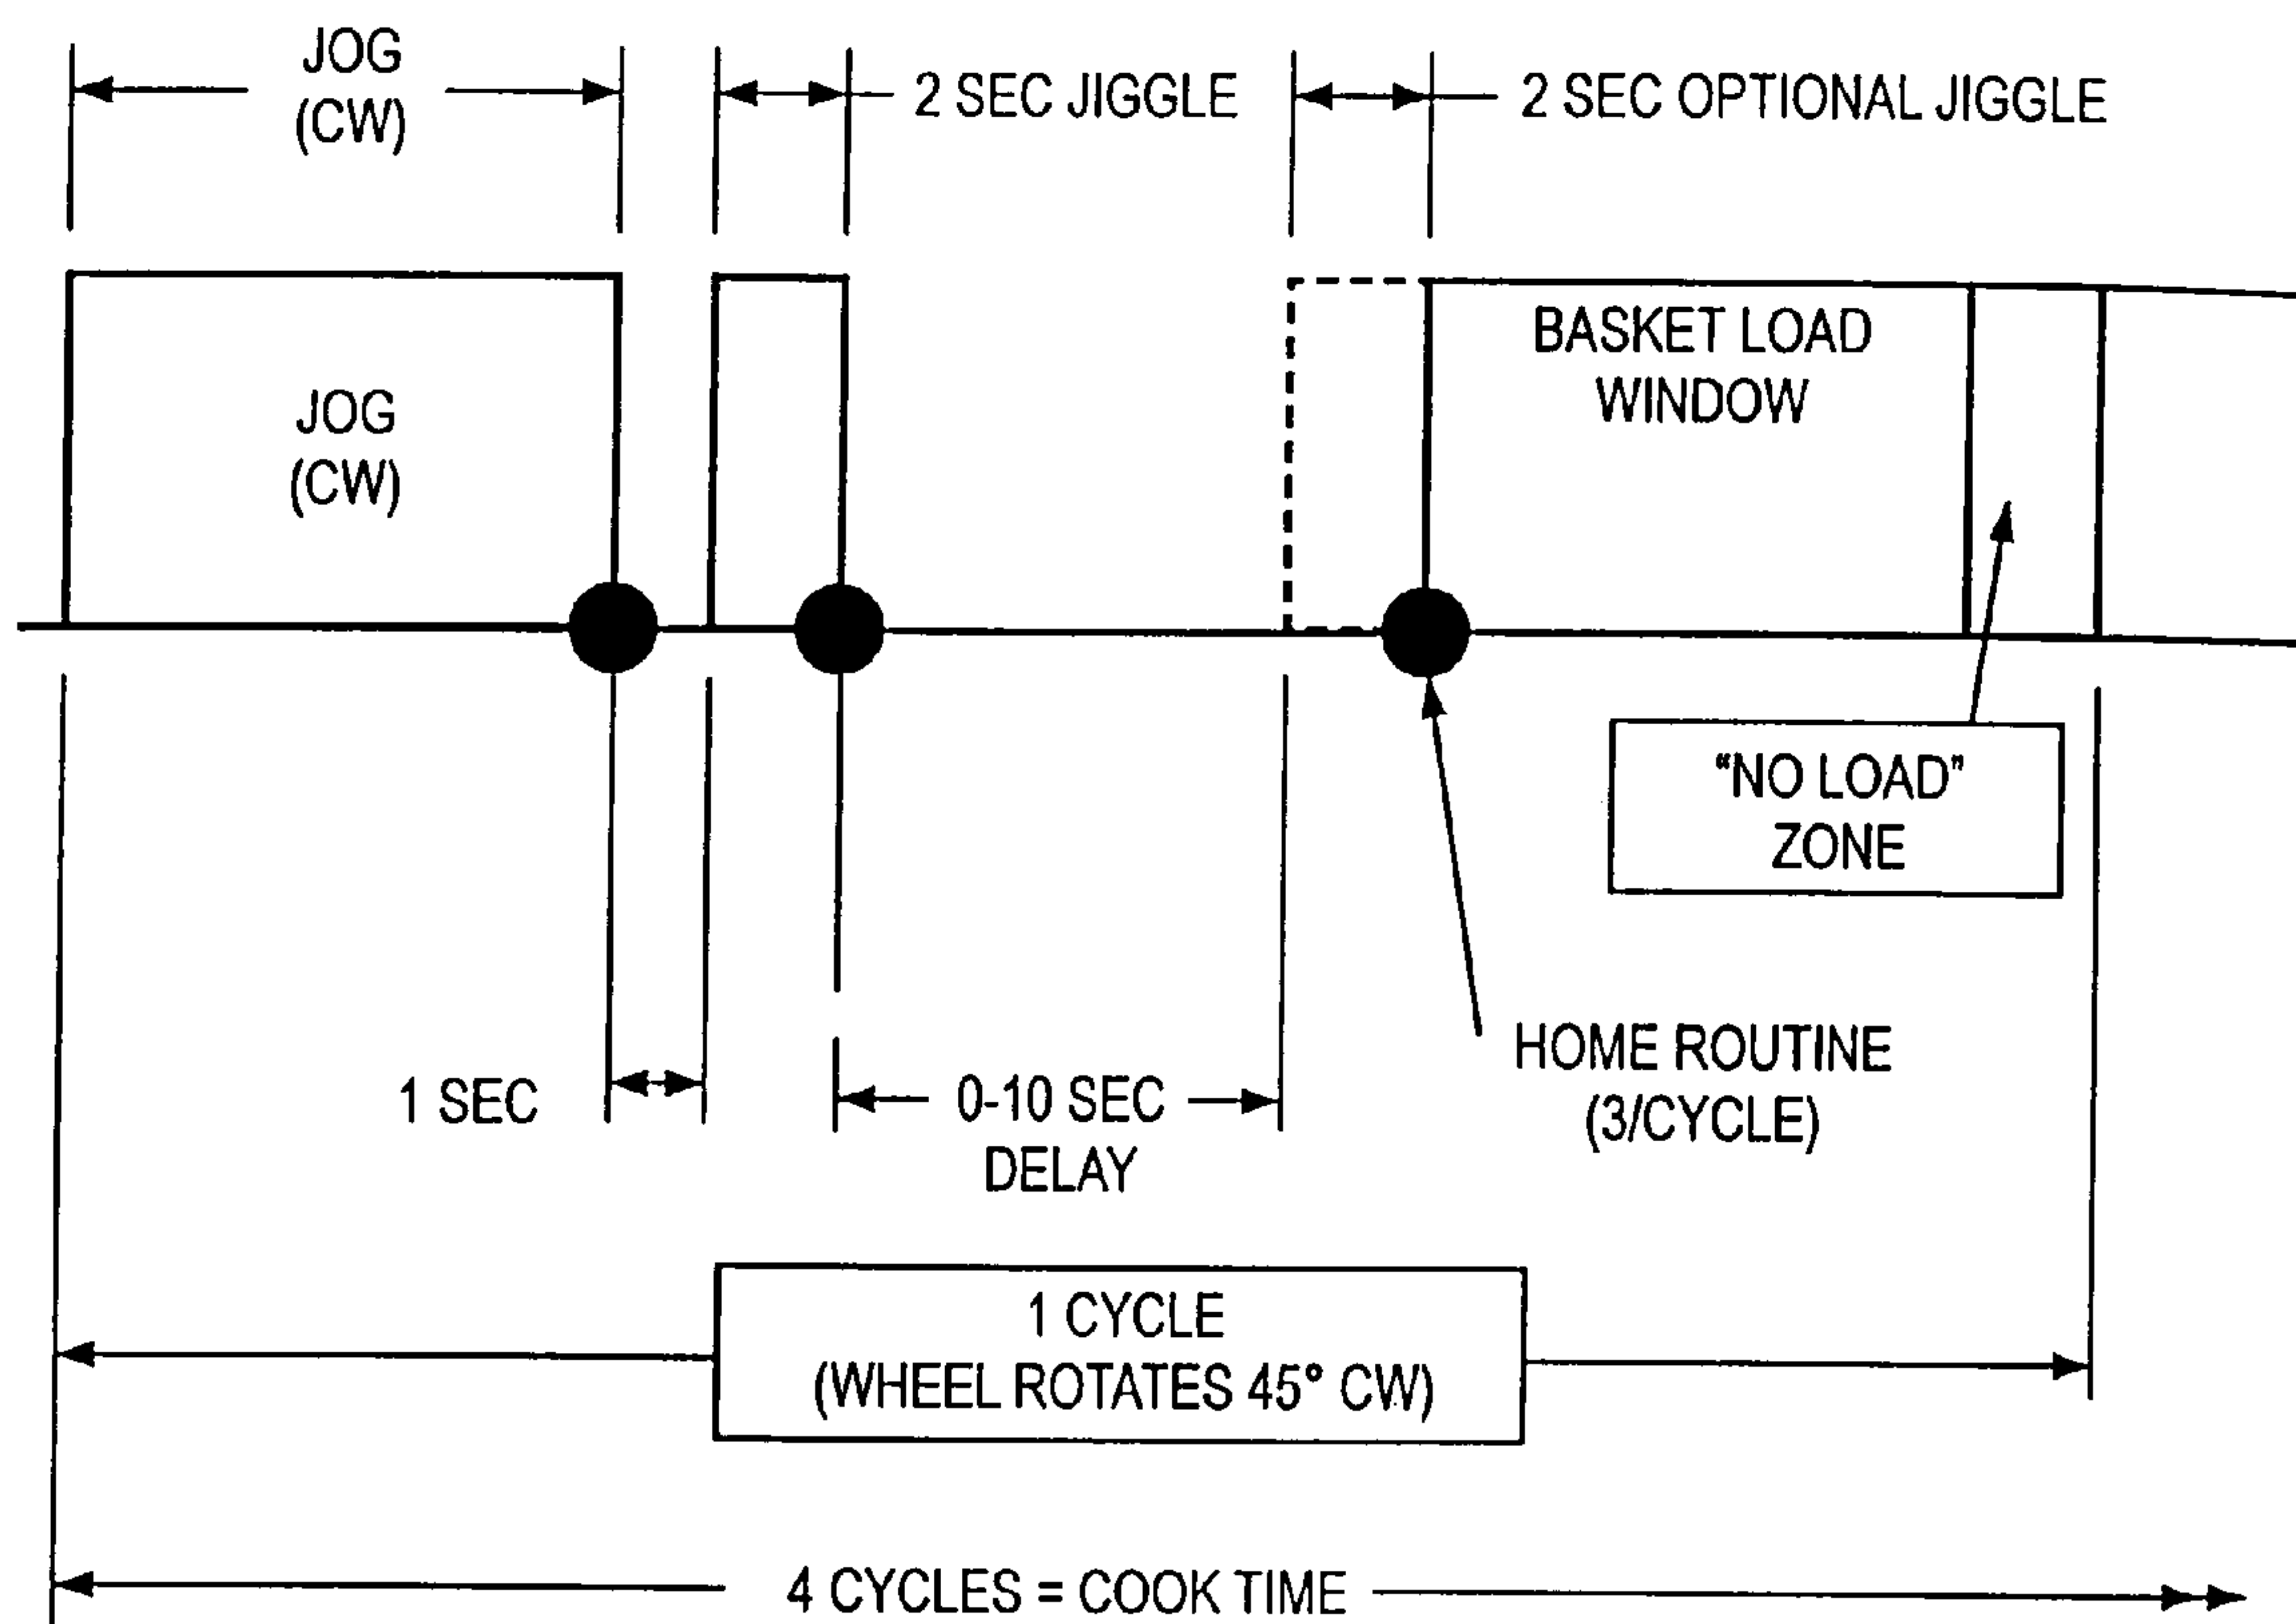 JOG
(CW)
2 SEC JIGGLE
2 SEC OPTIONAL JIGGLE
JOG
(CW)
BASKET LOAD
WINDOW
“NO LOAD”
ZONE
HOME ROUTINE
(3/CYCLE)
1 SEC
0-10 SEC
DELAY
1 CYCLE
(WHEEL ROTATES 45° CW)
4 CYCLES = COOK TIME